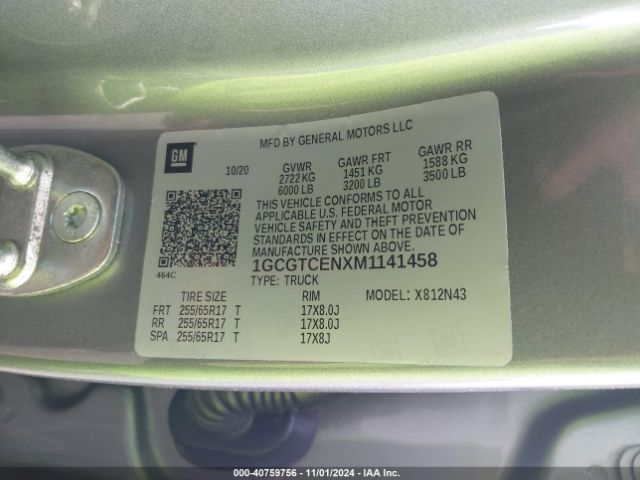 MFD BY GENERAL MOTORS LLC
GM
10/20
GVWR
2722 KG
6000 LB
GAWR FRT
1451 KG
3200 LB
GAWR RR
1588 KG
3500 LB
THIS VEHICLE CONFORMS TO ALL
APPLICABLE U.S. FEDERAL MOTOR
VEHICLE SAFETY AND THEFT PREVENTION
STANDARDS IN EFFECT ON THE DATE OF
MANUFACTURE SHOWN ABOVE.
464C
1GCGTCENXM1141458
TYPE: TRUCK
TIRE SIZE RIM MODEL: X812N43
FRT 255/65R17 T 17X8.0J
RR 255/65R17 T 17X8.0J
SPA 255/65R17 T 17X8J
000-40759756 - 11/01/2024 - IAA Inc.